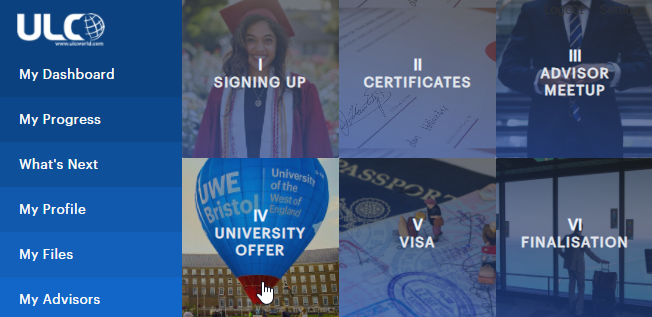 ULC
www.ulcworld.com
My Dashboard
My Progress
What's Next
My Profile
My Files
My Advisors
I
SIGNING UP
II
CERTIFICATES
III
ADVISOR
MEETUP
UWE
Bristol
University
of the
West of
England
IV
UNIVERSITY
OFFER
PASSPORT
V
VISA
VI
FINALISATION